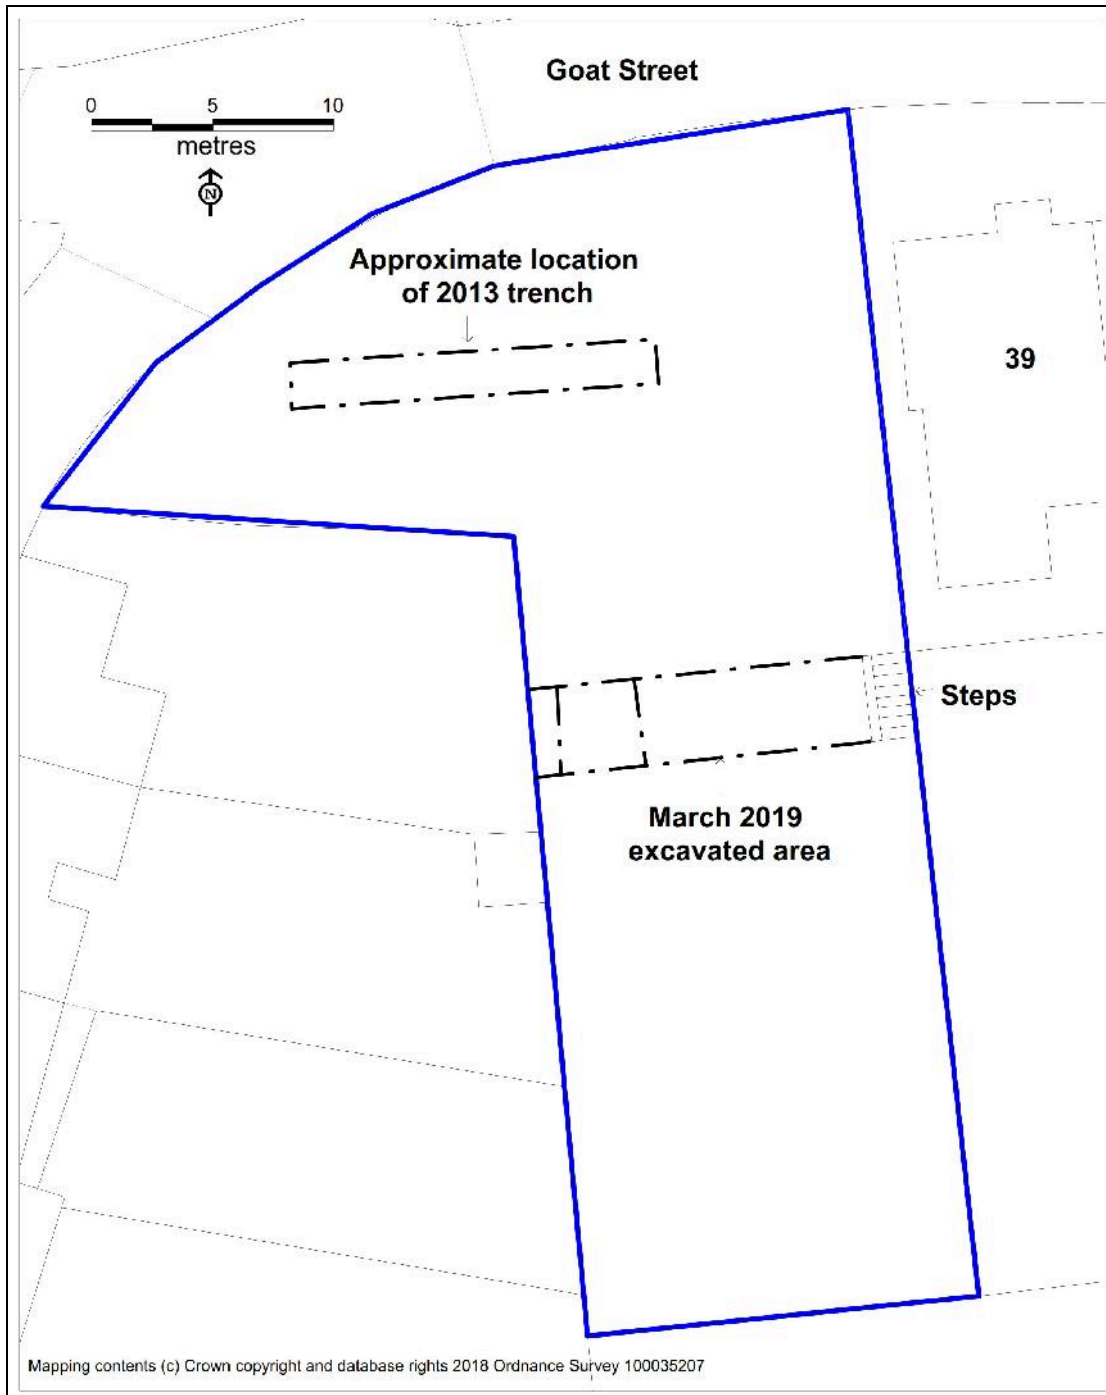 Goat Street
0 5 10
metres
N
Approximate location
of 2013 trench
39
Steps
March 2019
excavated area
Mapping contents (c) Crown copyright and database rights 2018 Ordnance Survey 100035207